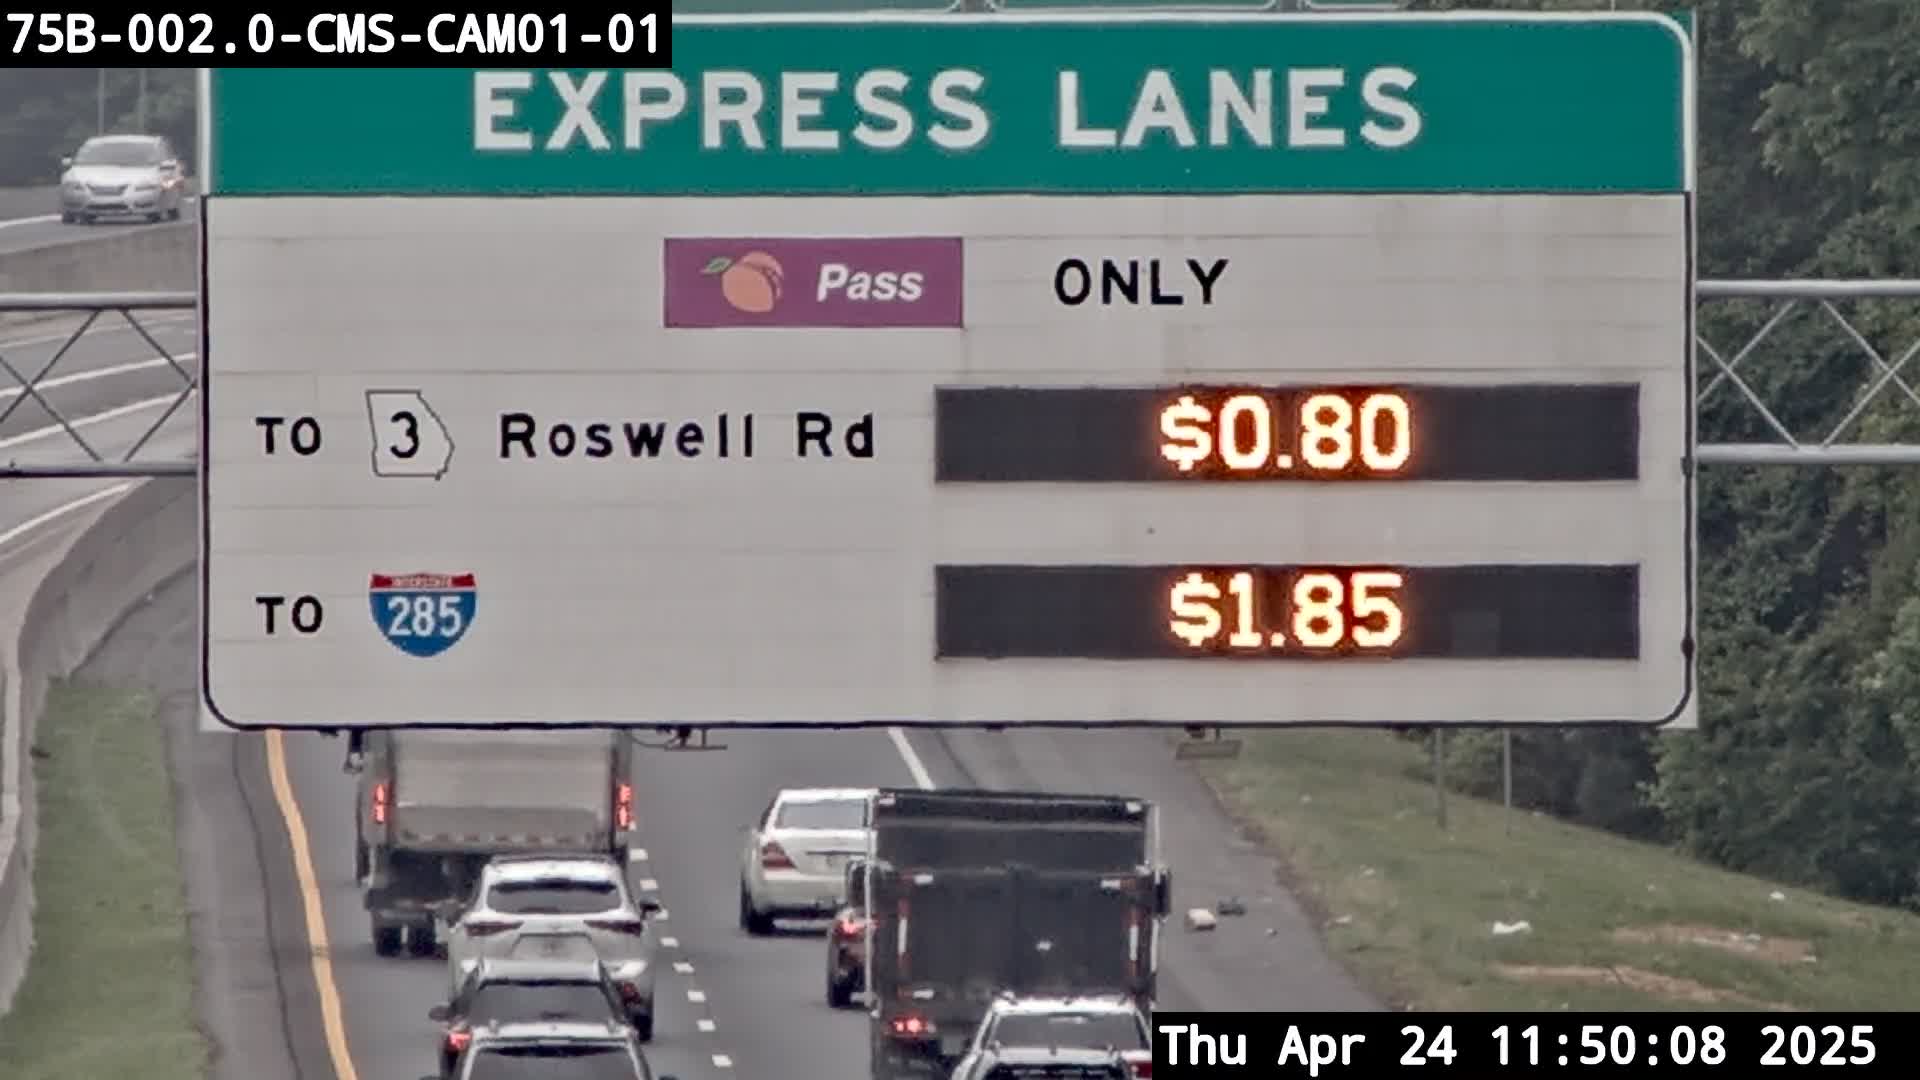 75B-002.0-CMS-CAM01-01
EXPRESS LANES
Pass ONLY
TO 3 Roswell Rd $0.80
INTERSTATE
TO 285 $1.85
Thu Apr 24 11:50:08 2025